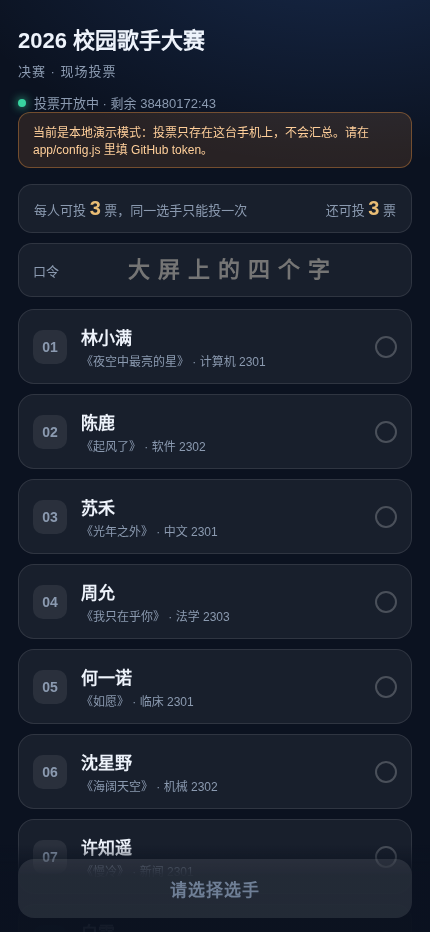 2026 校园歌手大赛
决赛 · 现场投票
投票开放中 · 剩余 38480172:43
当前是本地演示模式：投票只存在这台手机上，不会汇总。请在
app/config.js 里填 GitHub token。
每人可投 3 票，同一选手只能投一次 还可投 3 票
口令 大屏上的四个字
01 林小满
《夜空中最亮的星》 · 计算机 2301
02 陈鹿
《起风了》 · 软件 2302
03 苏禾
《光年之外》 · 中文 2301
04 周允
《我只在乎你》 · 法学 2303
05 何一诺
《如愿》 · 临床 2301
06 沈星野
《海阔天空》 · 机械 2302
07 许知遥
新闻 2301
请选择选手